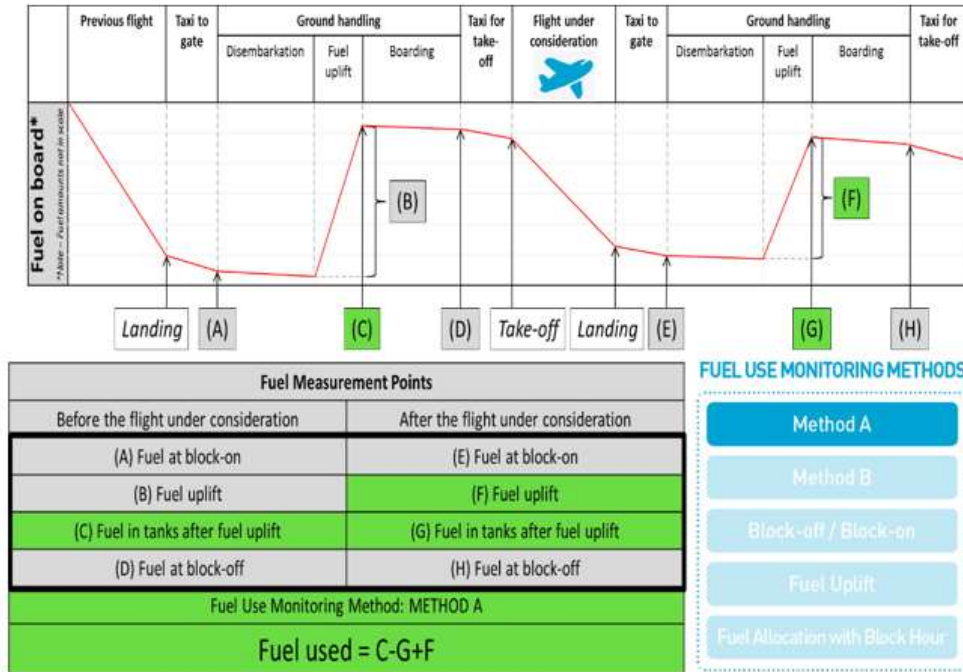 Previous flight
Taxi to gate
Ground handling
Taxi for take-off
Flight under consideration
Taxi to gate
Ground handling
Taxi for take-off
Disembarkation
Fuel uplift
Boarding
Disembarkation
Fuel uplift
Boarding
Fuel on board*
*Note – Fuel amounts not in scale
(B)
(F)
Landing
(A)
(C)
(D)
Take-off
Landing
(E)
(G)
(H)
Fuel Measurement Points
Before the flight under consideration
After the flight under consideration
(A) Fuel at block-on
(E) Fuel at block-on
(B) Fuel uplift
(F) Fuel uplift
(C) Fuel in tanks after fuel uplift
(G) Fuel in tanks after fuel uplift
(D) Fuel at block-off
(H) Fuel at block-off
Fuel Use Monitoring Method: METHOD A
Fuel used = C-G+F
FUEL USE MONITORING METHODS
Method A
Method B
Block-off / Block-on
Fuel Uplift
Fuel Allocation with Block Hour